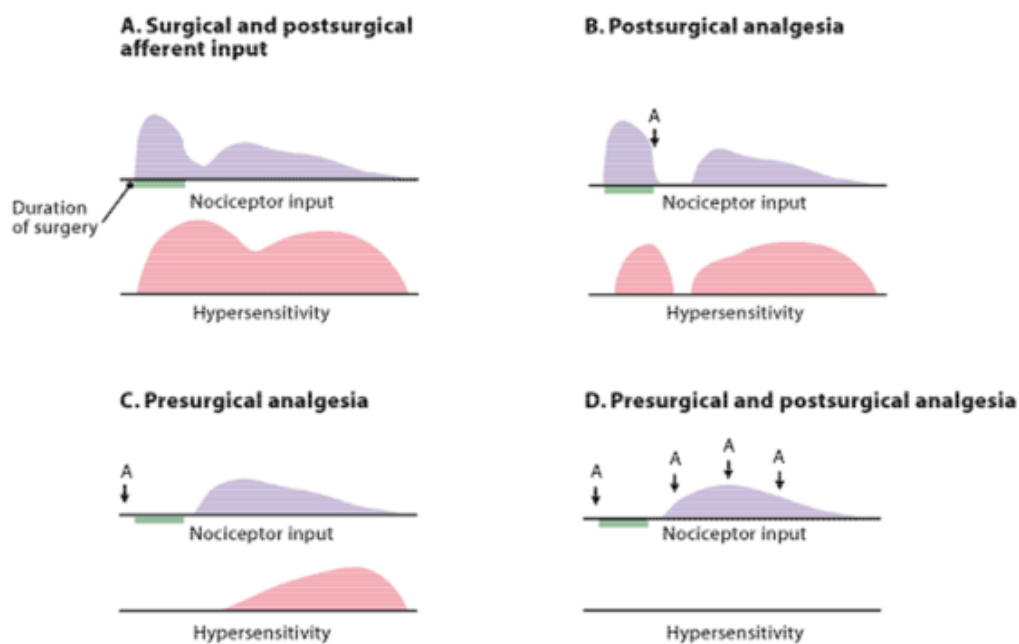 A. Surgical and postsurgical
afferent input
Nociceptor input
Duration
of surgery
Hypersensitivity
B. Postsurgical analgesia
A
Nociceptor input
Hypersensitivity
C. Presurgical analgesia
A
Nociceptor input
Hypersensitivity
D. Presurgical and postsurgical analgesia
A
A
A
A
Nociceptor input
Hypersensitivity